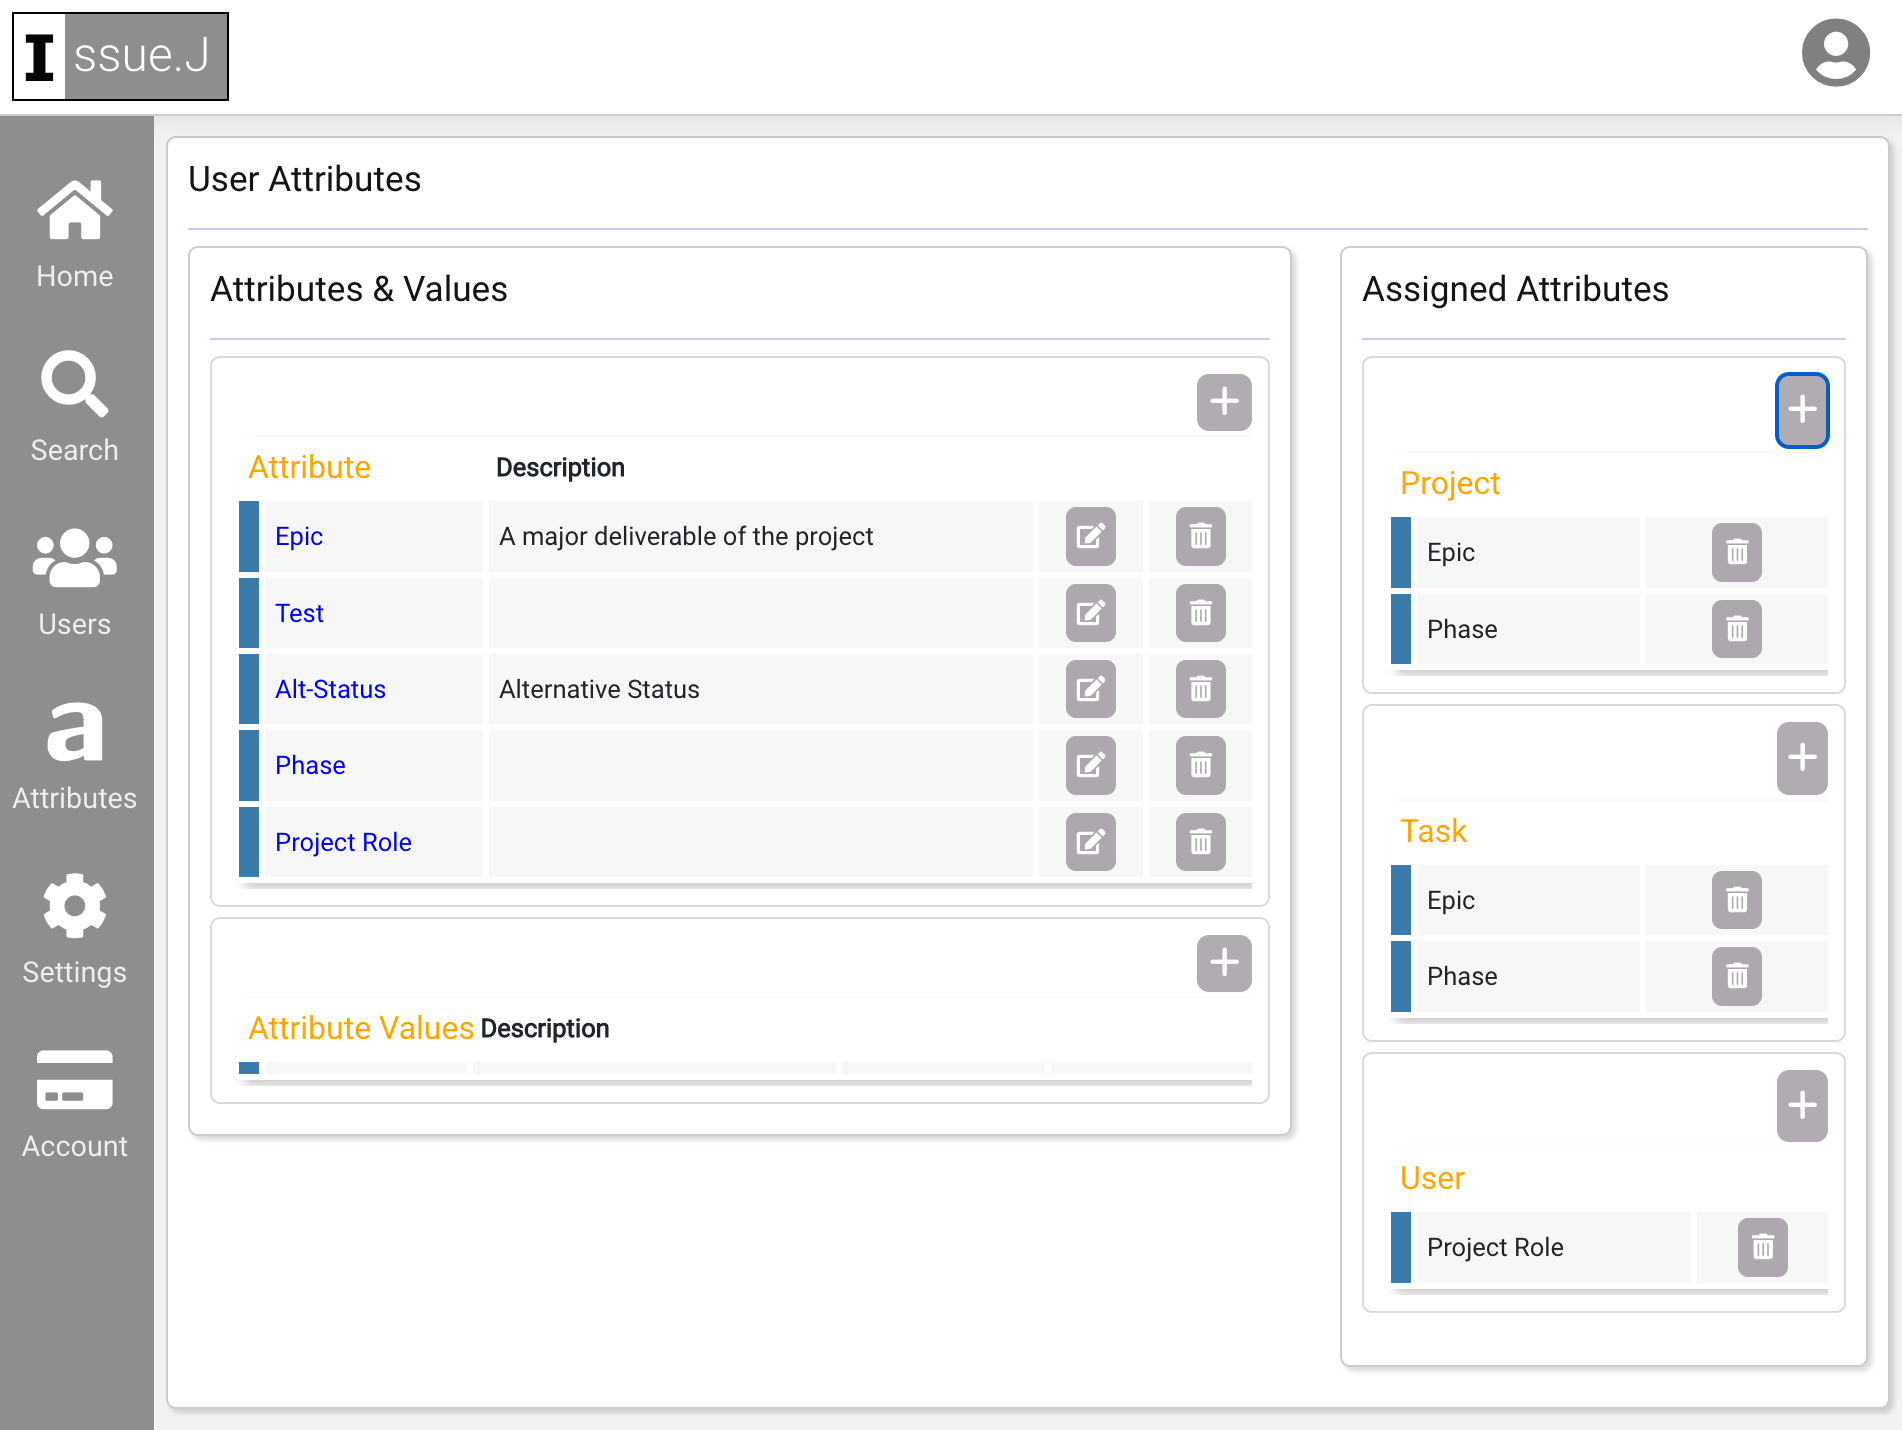 Issue.J
Home
Search
Users
a
Attributes
Settings
Account
User Attributes
Attributes & Values
Attribute Description
Epic A major deliverable of the project
Test
Alt-Status Alternative Status
Phase
Project Role
Attribute Values Description
Assigned Attributes
Project
Epic
Phase
Task
Epic
Phase
User
Project Role